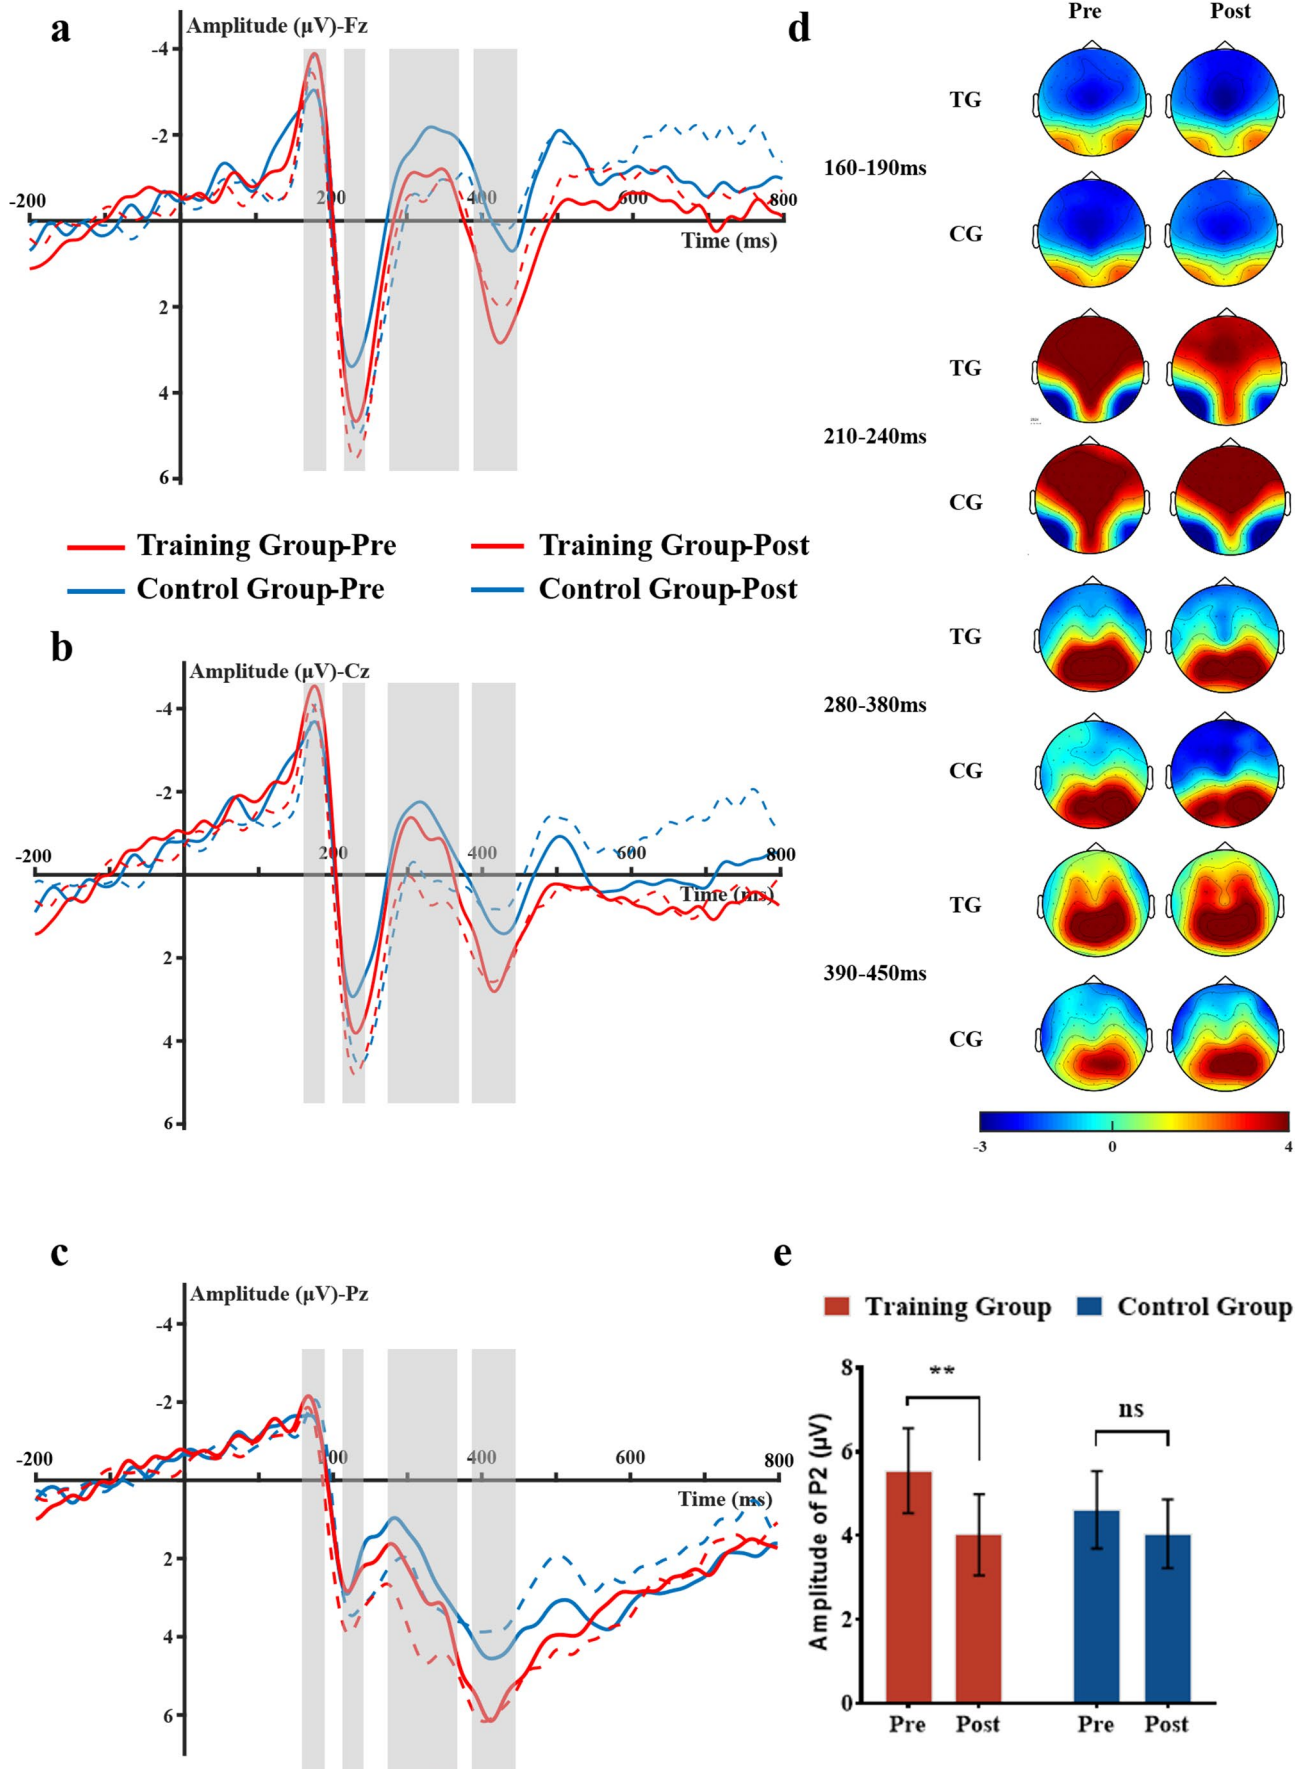 a
Amplitude (μV)-Fz
-4
-2
-200
200
400
600
800
Time (ms)
2
4
6
Training Group-Pre
Training Group-Post
Control Group-Pre
Control Group-Post
b
Amplitude (μV)-Cz
-4
-2
-200
200
400
600
800
Time (ms)
2
4
6
c
Amplitude (μV)-Pz
-4
-2
-200
00
400
600
800
Time (ms)
2
4
6
d
Pre
Post
TG
160-190ms
CG
TG
210-240ms
CG
TG
280-380ms
CG
TG
390-450ms
CG
-3
0
4
e
Training Group
Control Group
8
**
ns
6
4
2
0
Amplitude of P2 (μV)
Pre
Post
Pre
Post